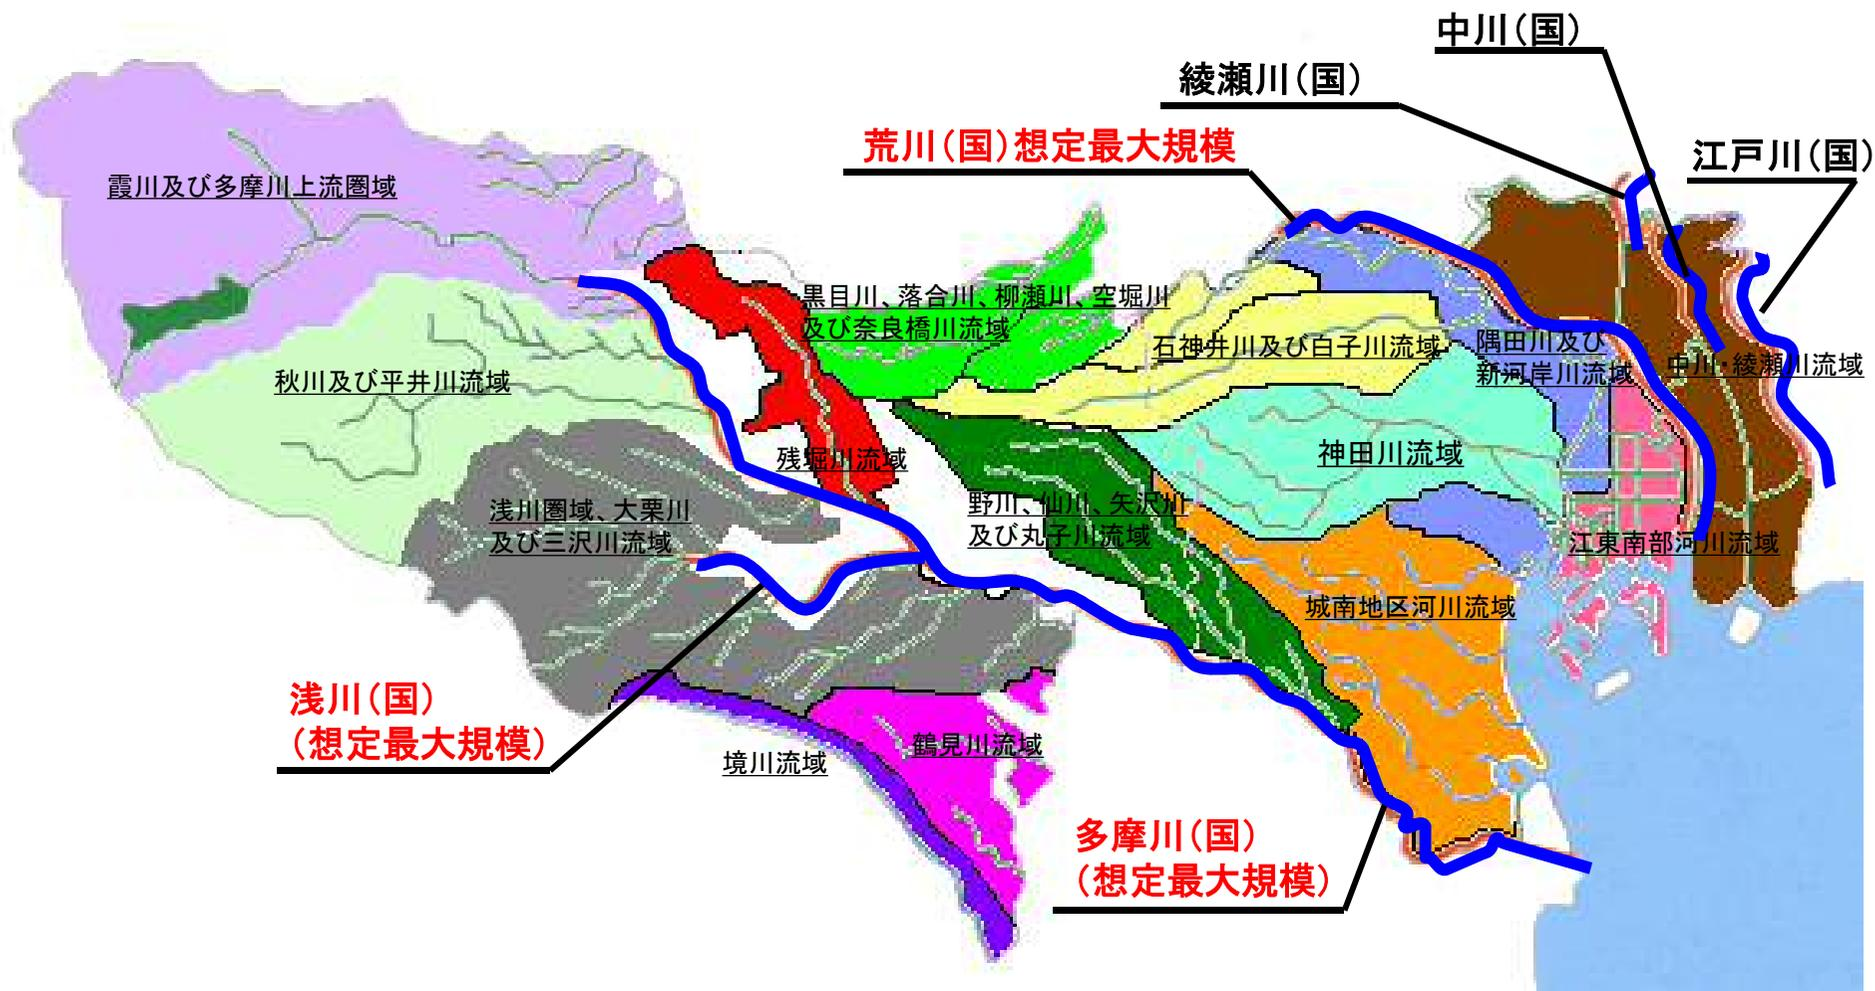 中川（国）
綾瀬川（国）
荒川（国）想定最大規模
江戸川（国）
霞川及び多摩川上流圏域
黒目川、落合川、柳瀬川、空堀川
及び奈良橋川流域
石神井川及び白子川流域
隅田川及び
新河岸川流域
中川・綾瀬川流域
秋川及び平井川流域
残堀川流域
神田川流域
浅川圏域、大栗川
及び三沢川流域
野川、仙川、矢沢川
及び丸子川流域
江東南部河川流域
城南地区河川流域
浅川（国）
（想定最大規模）
境川流域
鶴見川流域
多摩川（国）
（想定最大規模）